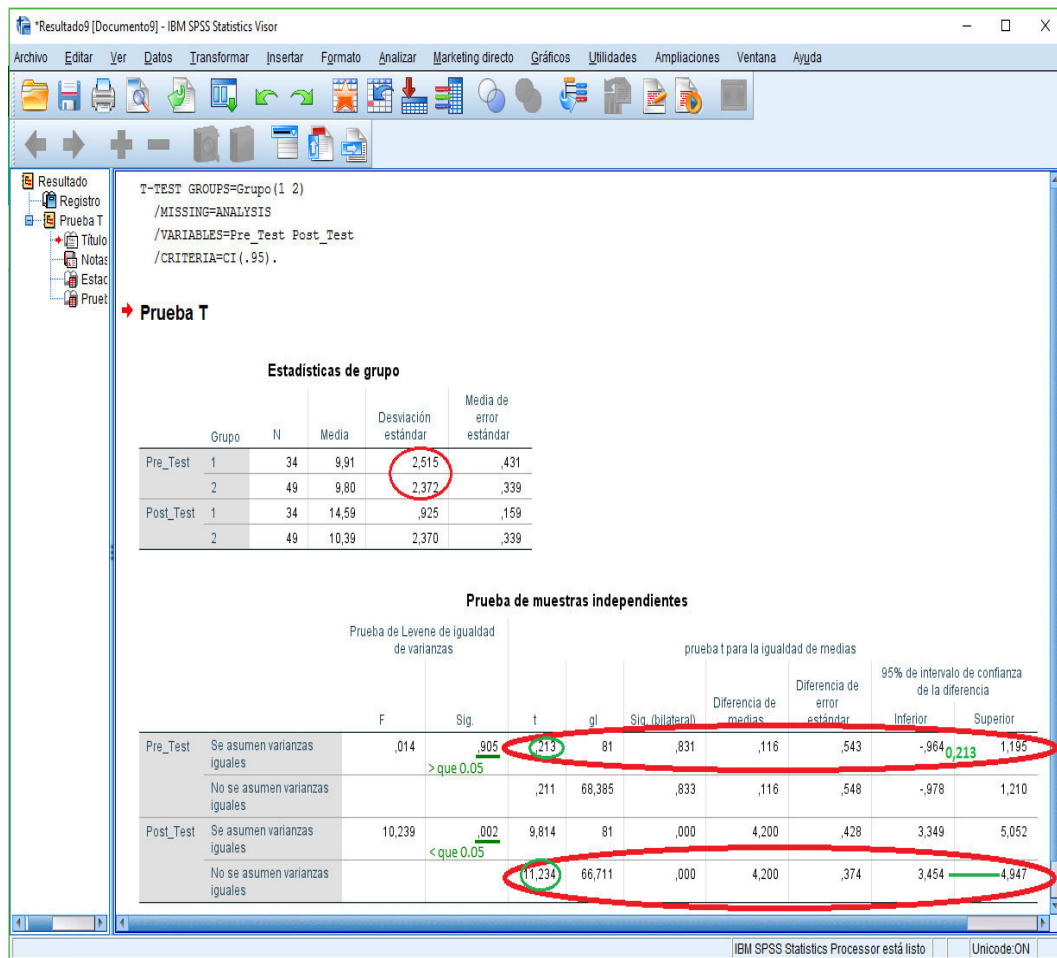 *Resultado9 [Documento9] - IBM SPSS Statistics Visor
Archivo Editar Ver Datos Transformar Insertar Formato Analizar Marketing directo Gráficos Utilidades Ampliaciones Ventana Ayuda
Resultado
Registro
Prueba T
Título
Notas
Estad
Prueb
T-TEST GROUPS=Grupo(1 2)
/MISSING=ANALYSIS
/VARIABLES=Pre_Test Post_Test
/CRITERIA=CI(.95).
Prueba T
Estadísticas de grupo
Grupo N Media Desviación estándar Media de error estándar
Pre_Test 1 34 9,91 2,515 ,431
2 49 9,80 2,372 ,339
Post_Test 1 34 14,59 ,925 ,159
2 49 10,39 2,370 ,339
Prueba de muestras independientes
Prueba de Levene de igualdad de varianzas
prueba t para la igualdad de medias
95% de intervalo de confianza de la diferencia
F Sig. t gl Sig. (bilateral) Diferencia de medias Diferencia de error estándar Inferior Superior
Pre_Test Se asumen varianzas iguales ,014 ,905 ,213 81 ,831 ,116 ,543 -,964 0,213 1,195
> que 0.05
No se asumen varianzas iguales ,211 68,385 ,833 ,116 ,548 -,978 1,210
Post_Test Se asumen varianzas iguales 10,239 ,002 9,814 81 ,000 4,200 ,428 3,349 5,052
< que 0.05
No se asumen varianzas iguales 11,234 66,711 ,000 4,200 ,374 3,454 4,947
IBM SPSS Statistics Processor está listo Unicode:ON